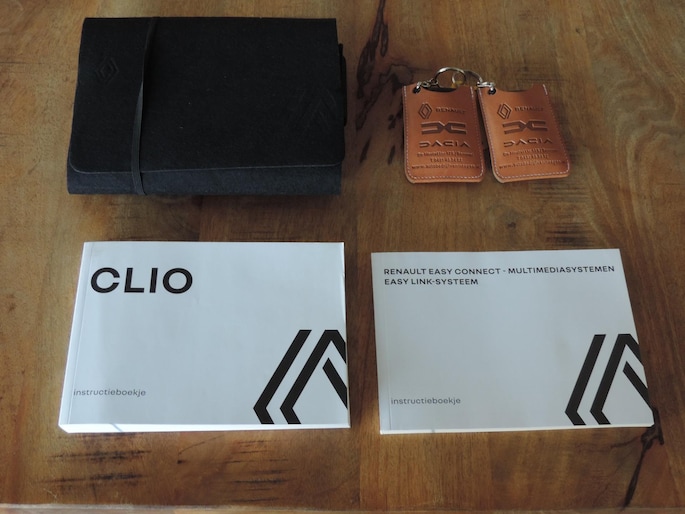 RENAULT
DACIA
RENAULT
DACIA
CLIO
instructieboekje
RENAULT EASY CONNECT - MULTIMEDIASYSTEMEN
EASY LINK-SYSTEEM
instructieboekje